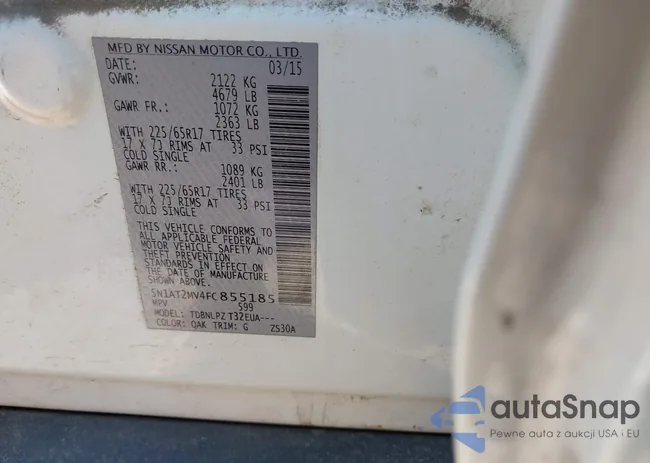 MFD BY NISSAN MOTOR CO., LTD.
DATE: 03/15
GVWR: 2122 KG
4679 LB
GAWR FR.: 1072 KG
2363 LB
WITH 225/65R17 TIRES
17 X 7J RIMS AT 33 PSI
COLD SINGLE
GAWR RR.: 1089 KG
2401 LB
WITH 225/65R17 TIRES
17 X 7J RIMS AT 33 PSI
COLD SINGLE
THIS VEHICLE CONFORMS TO
ALL APPLICABLE FEDERAL
MOTOR VEHICLE SAFETY AND
THEFT PREVENTION
STANDARDS IN EFFECT ON
THE DATE OF MANUFACTURE
SHOWN ABOVE.
5N1AT2MV4FC855185
MPV 599
MODEL: TDBNLPZ T32EUA---
COLOR: QAK TRIM: G ZS30A
autaSnap
Pewne auta z aukcji USA i EU